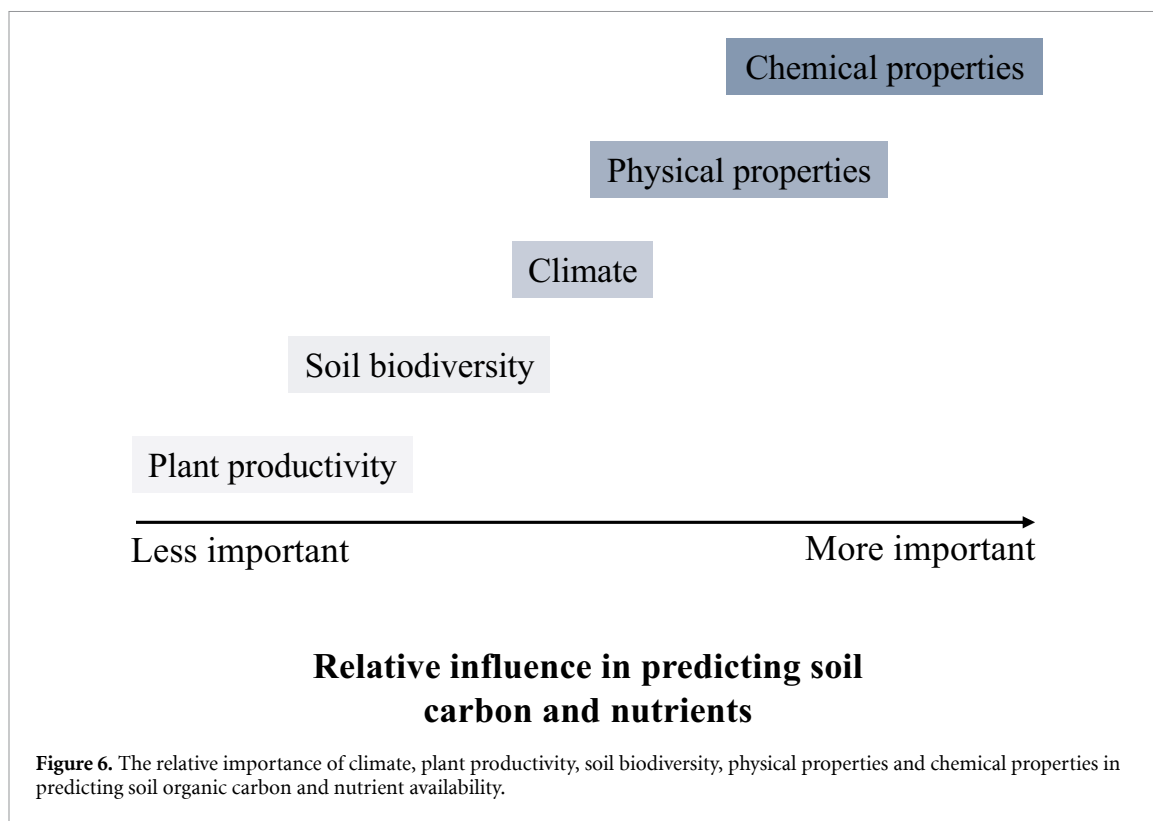 Chemical properties
Physical properties
Climate
Soil biodiversity
Plant productivity
Less important
More important
Relative influence in predicting soil
carbon and nutrients
Figure 6. The relative importance of climate, plant productivity, soil biodiversity, physical properties and chemical properties in
predicting soil organic carbon and nutrient availability.